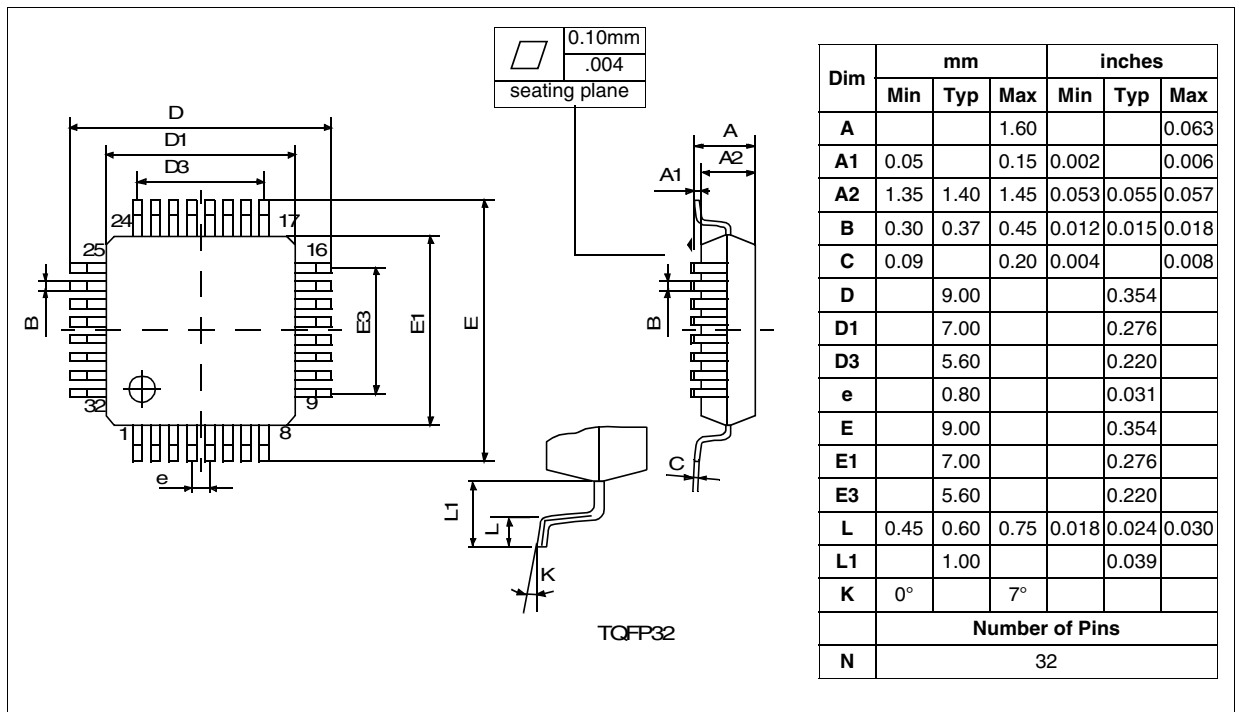 0.10mm
.004
seating plane
D
D1
D3
A
A2
A1
24
17
25
16
B
E3
E1
E
B
32
9
1
8
e
C
L1
L
K
TQFP32
Dim mm inches
Min Typ Max Min Typ Max
A 1.60 0.063
A1 0.05 0.15 0.002 0.006
A2 1.35 1.40 1.45 0.053 0.055 0.057
B 0.30 0.37 0.45 0.012 0.015 0.018
C 0.09 0.20 0.004 0.008
D 9.00 0.354
D1 7.00 0.276
D3 5.60 0.220
e 0.80 0.031
E 9.00 0.354
E1 7.00 0.276
E3 5.60 0.220
L 0.45 0.60 0.75 0.018 0.024 0.030
L1 1.00 0.039
K 0° 7°
Number of Pins
N 32